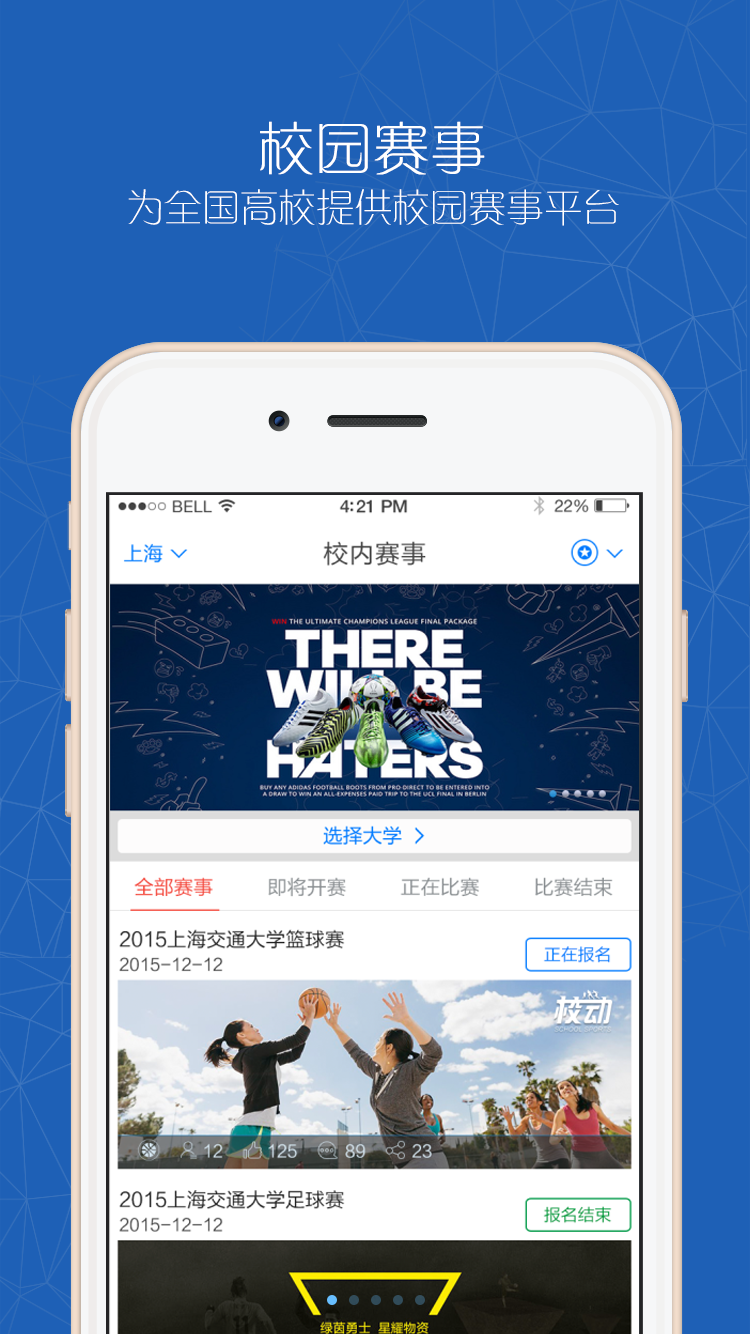 校园赛事
为全国高校提供校园赛事平台
BELL 4:21 PM 22%
上海 校内赛事
WIN THE ULTIMATE CHAMPIONS LEAGUE FINAL PACKAGE
THERE
WILL BE
HATERS
BUY ANY ADIDAS FOOTBALL BOOTS FROM PRO-DIRECT TO BE ENTERED INTO
A DRAW TO WIN AN ALL-EXPENSES PAID TRIP TO THE UCL FINAL IN BERLIN
选择大学
全部赛事 即将开赛 正在比赛 比赛结束
2015上海交通大学篮球赛
2015-12-12
正在报名
校动
SCHOOL SPORTS
12 125 89 23
2015上海交通大学足球赛
2015-12-12
报名结束
绿茵勇士 星耀物资